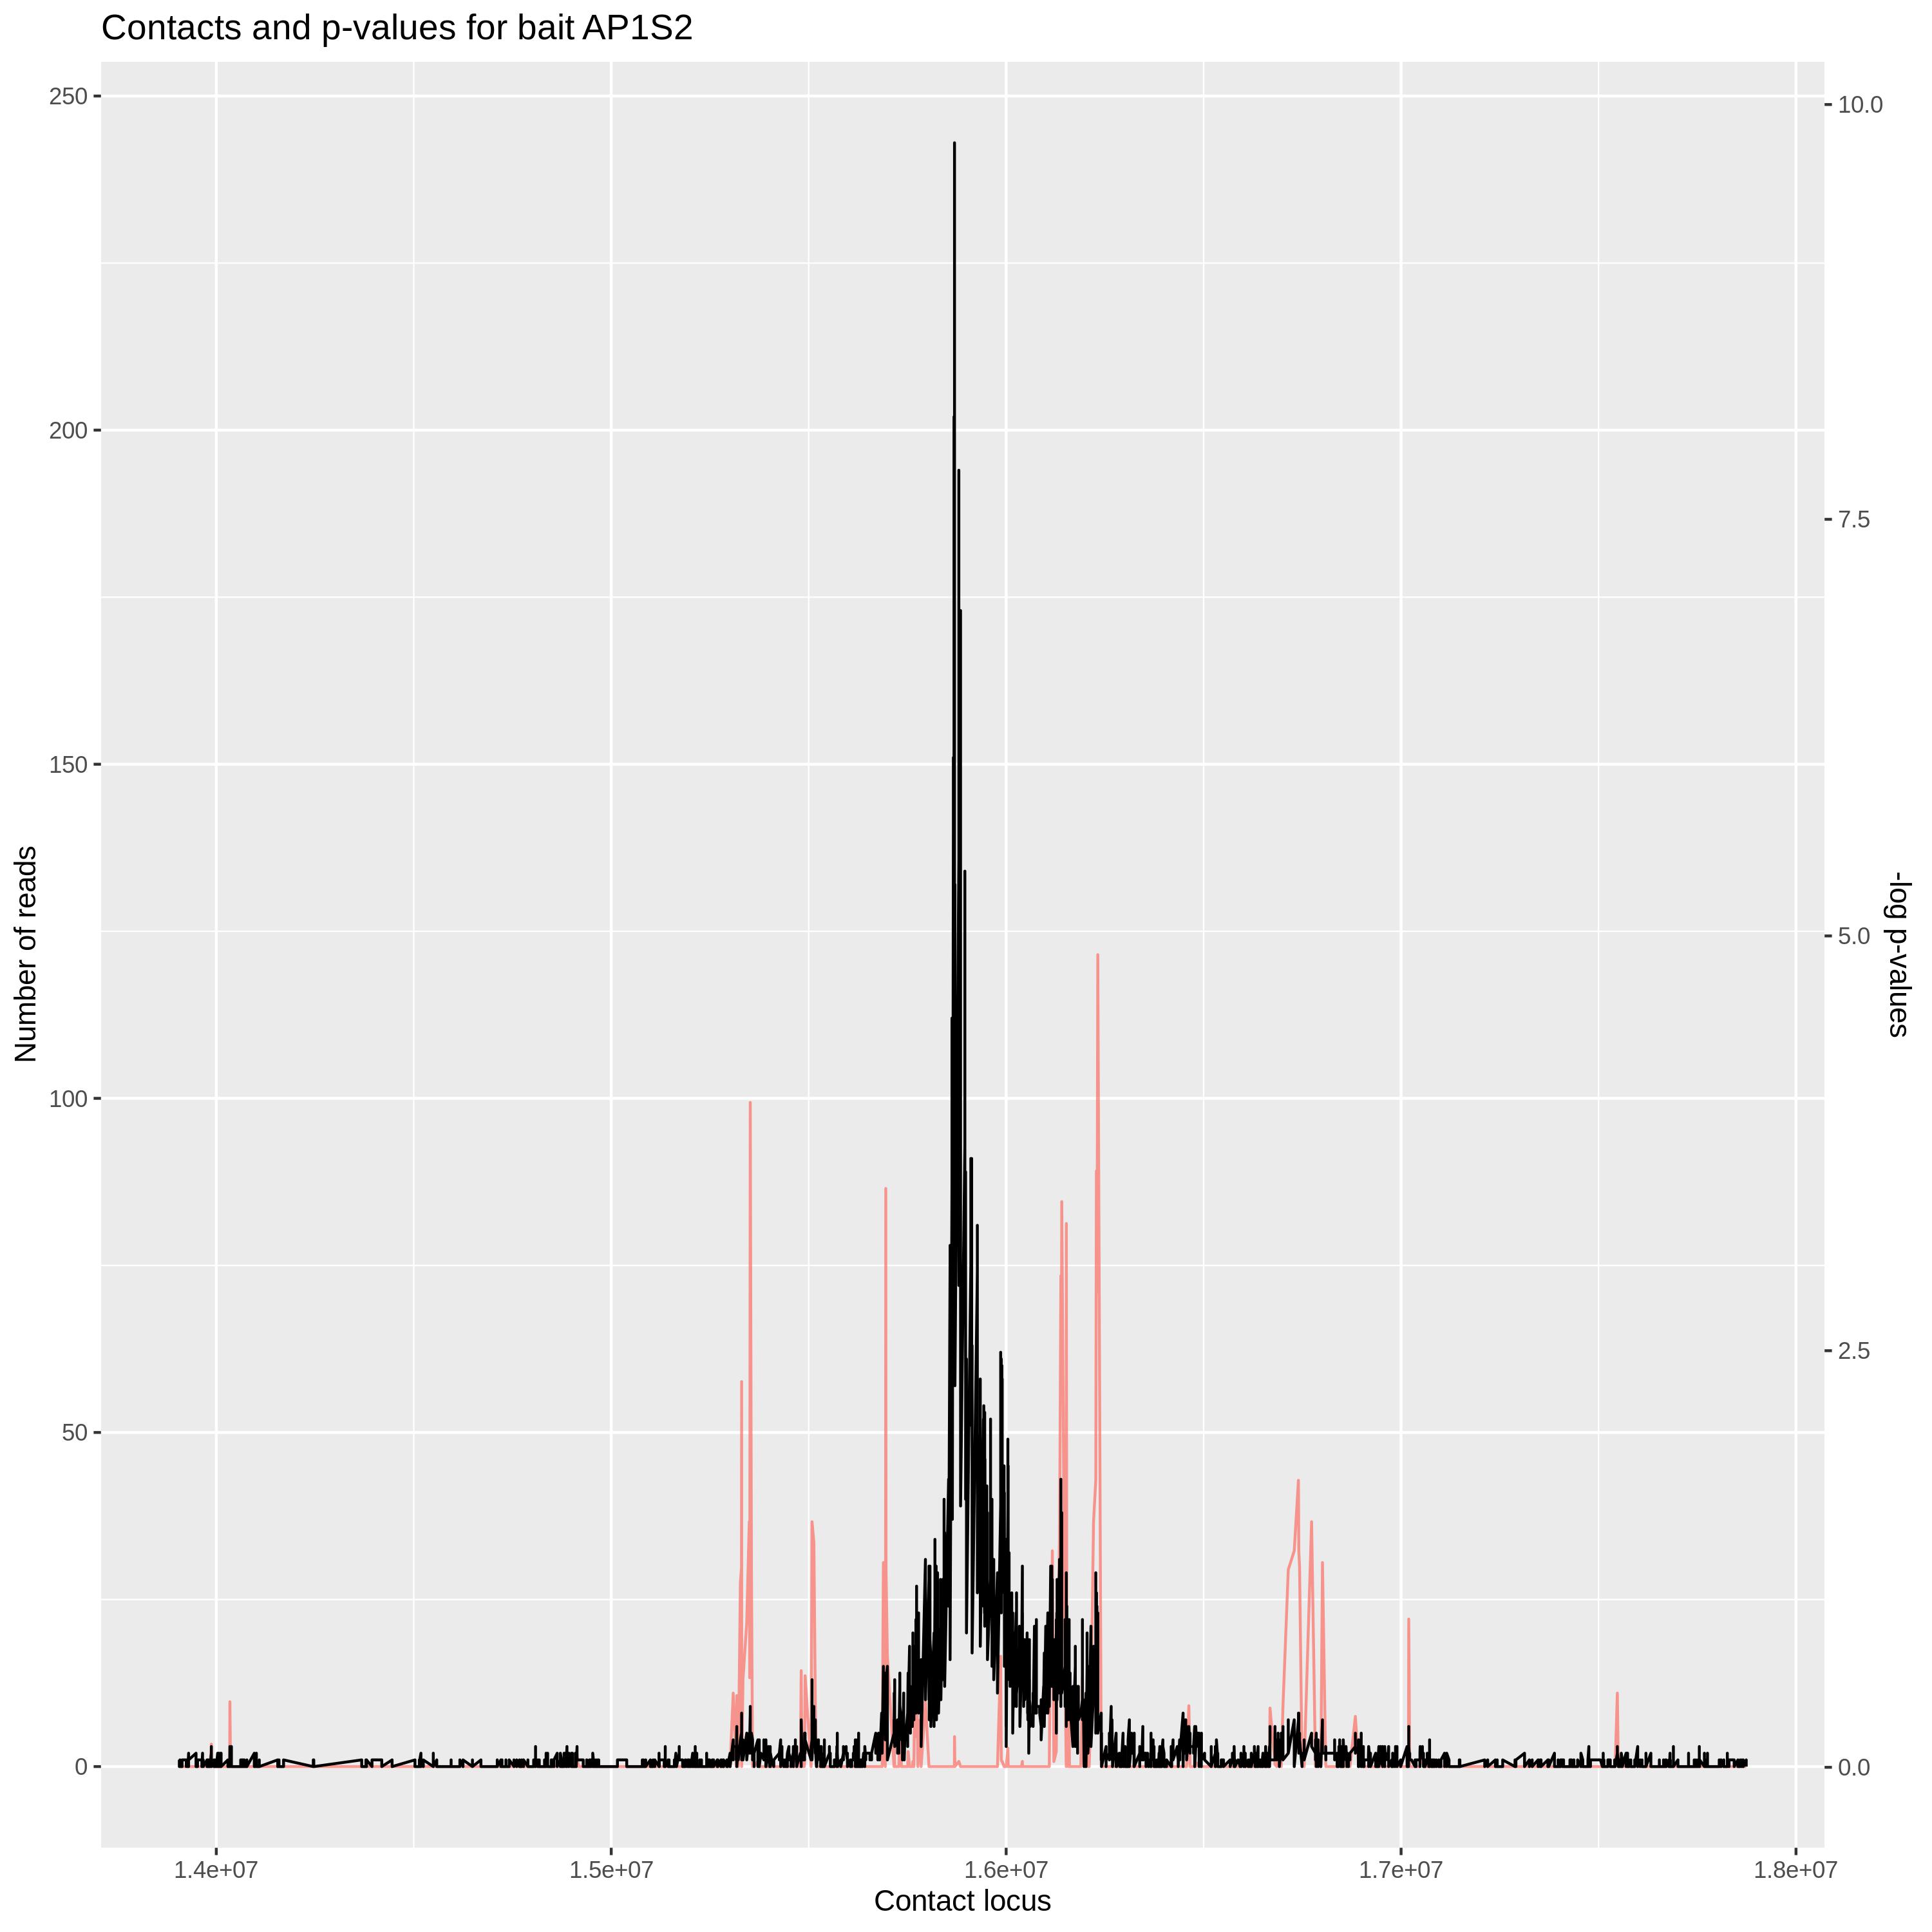 Contacts and p-values for bait AP1S2
250
200
150
100
50
0
Number of reads
10.0
7.5
5.0
2.5
0.0
-log p-values
1.4e+07
1.5e+07
1.6e+07
1.7e+07
1.8e+07
Contact locus